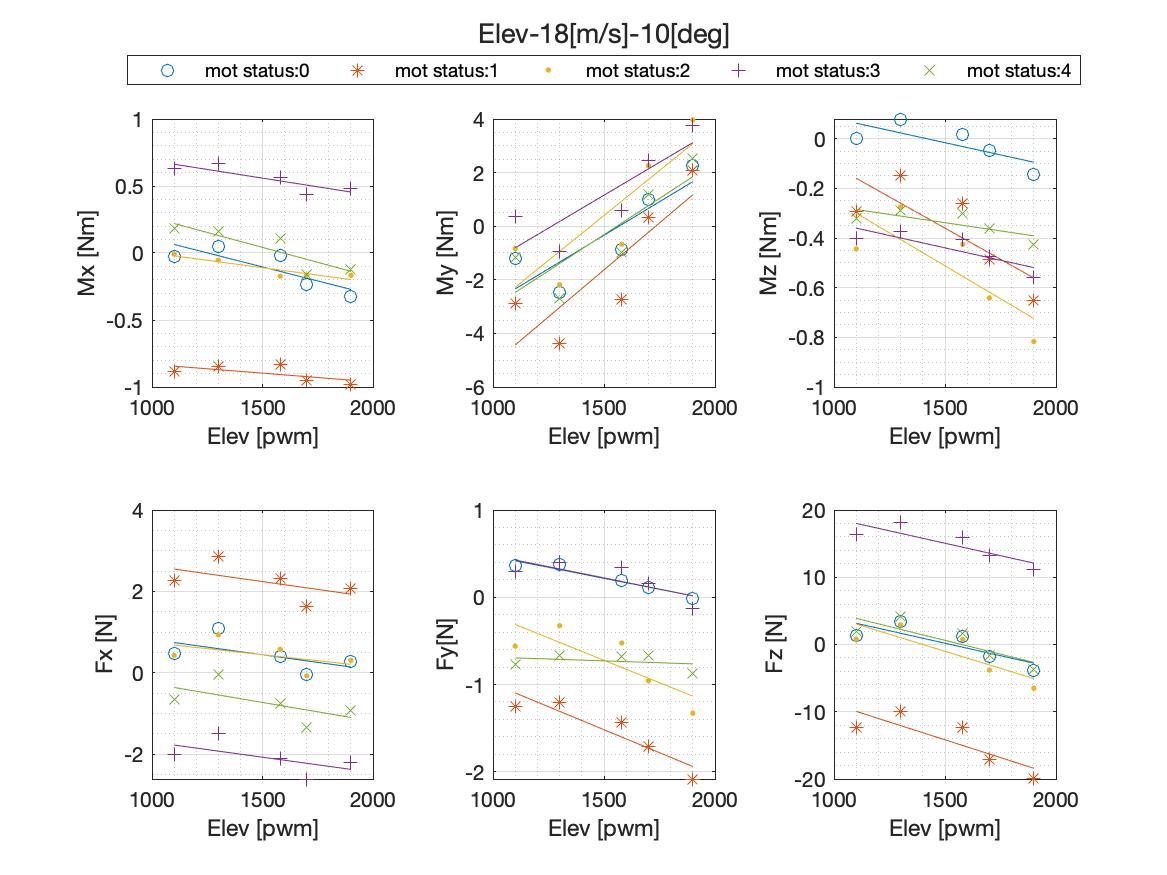 Elev-18[m/s]-10[deg]
mot status:0 mot status:1 mot status:2 mot status:3 mot status:4
1
0.5
0
-0.5
-1
Mx [Nm]
1000 1500 2000
Elev [pwm]
4
2
0
-2
-4
-6
My [Nm]
1000 1500 2000
Elev [pwm]
0
-0.2
-0.4
-0.6
-0.8
-1
Mz [Nm]
1000 1500 2000
Elev [pwm]
4
2
0
-2
Fx [N]
1000 1500 2000
Elev [pwm]
1
0
-1
-2
Fy[N]
1000 1500 2000
Elev [pwm]
20
10
0
-10
-20
Fz [N]
1000 1500 2000
Elev [pwm]